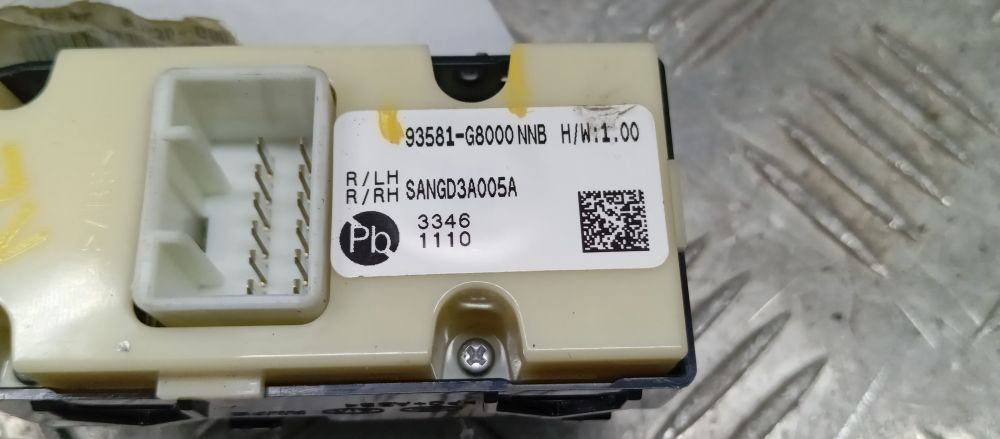 93581-G8000 NNB H/W:1.00
R/LH
R/RH SANGD3A005A
Pb
3346
1110